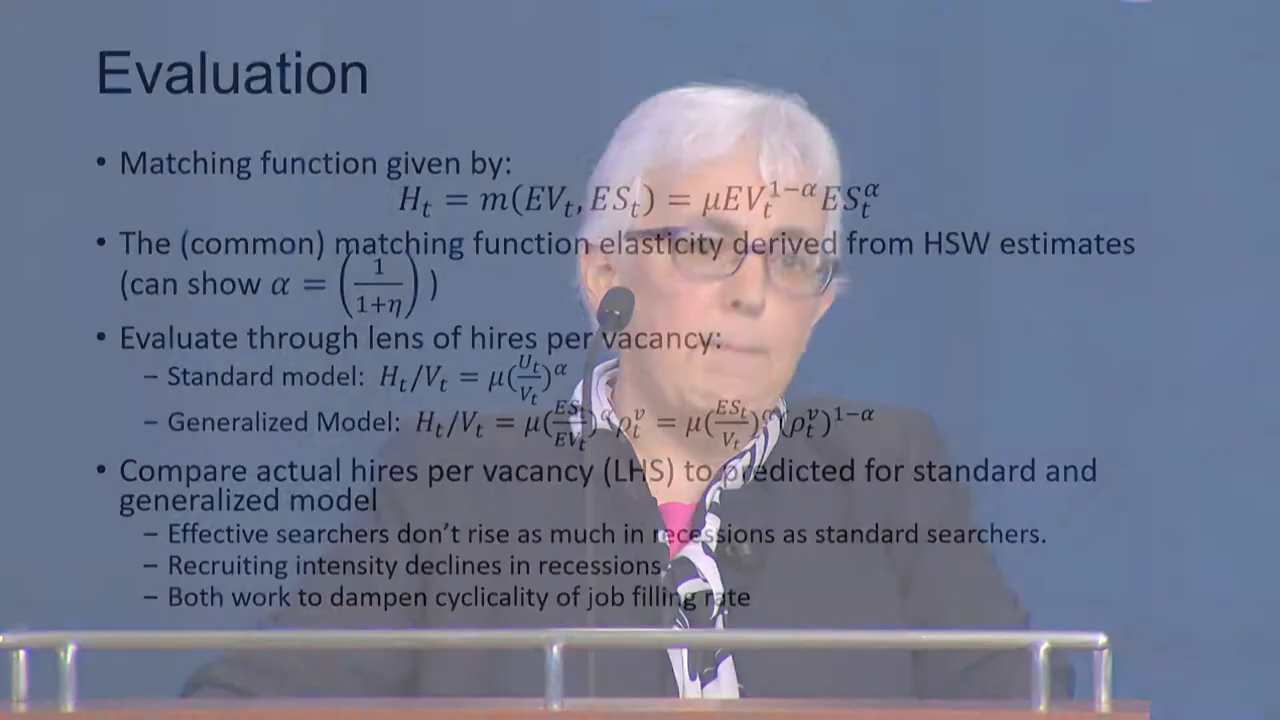 Evaluation
• Matching function given by:
H_t = m(EV_t, ES_t) = μEV_t^{1−α}ES_t^α
• The (common) matching function elasticity derived from HSW estimates
(can show α = (1/(1+η)) )
• Evaluate through lens of hires per vacancy:
– Standard model: H_t/V_t = μ(U_t/V_t)^α
– Generalized Model: H_t/V_t = μ(ES_t/EV_t)^α ρ_t^v = μ(ES_t/V_t)^α (ρ_t^v)^{1−α}
• Compare actual hires per vacancy (LHS) to predicted for standard and
generalized model
– Effective searchers don't rise as much in recessions as standard searchers.
– Recruiting intensity declines in recessions
– Both work to dampen cyclicality of job filling rate